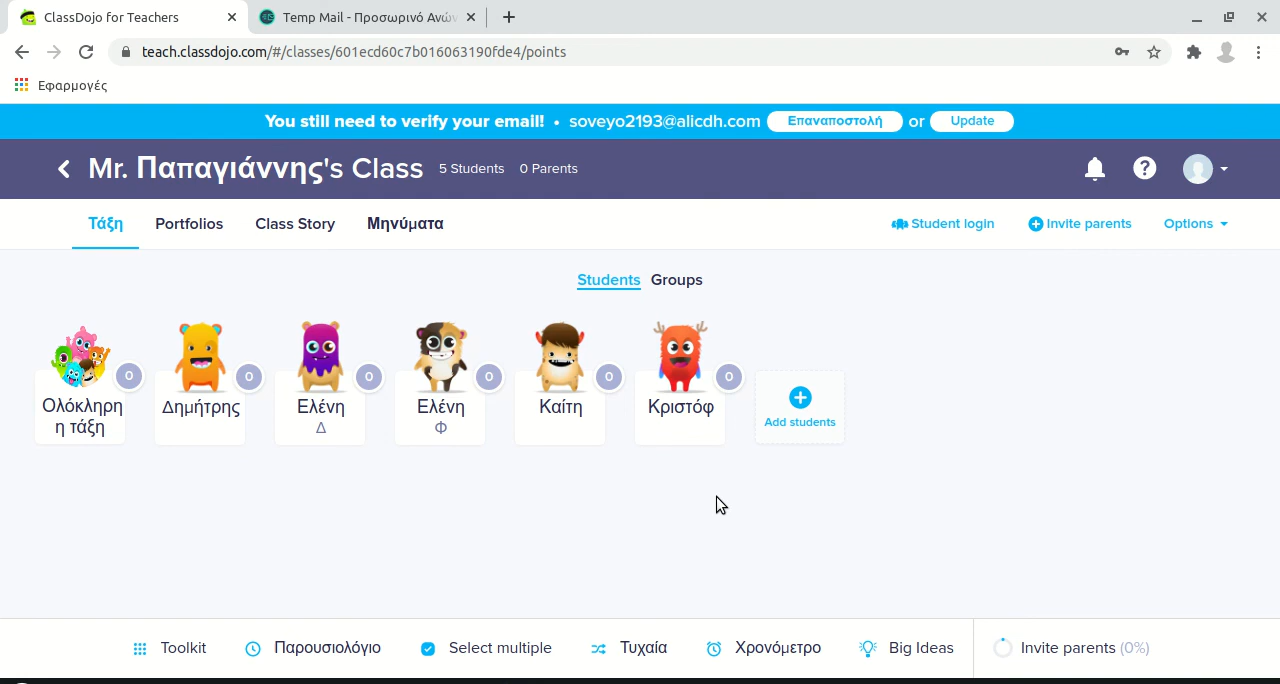 ClassDojo for Teachers
Temp Mail - Προσωρινό Ανών
teach.classdojo.com/#/classes/601ecd60c7b016063190fde4/points
Εφαρμογές
You still need to verify your email! • soveyo2193@alicdh.com Επαναποστολή or Update
Mr. Παπαγιάννης's Class 5 Students 0 Parents
Τάξη Portfolios Class Story Μηνύματα Student login Invite parents Options
Students Groups
0 0 0 0 0 0
Ολόκληρη η τάξη
Δημήτρης
Ελένη Δ
Ελένη Φ
Καίτη
Κριστόφ
Add students
Toolkit Παρουσιολόγιο Select multiple Τυχαία Χρονόμετρο Big Ideas Invite parents (0%)